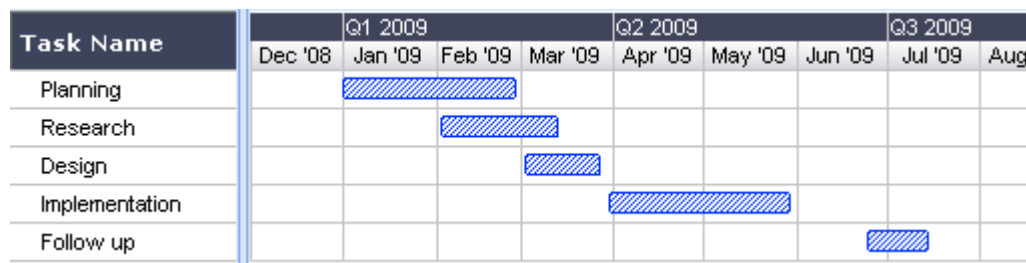 Task Name
Q1 2009 Q2 2009 Q3 2009
Dec '08 Jan '09 Feb '09 Mar '09 Apr '09 May '09 Jun '09 Jul '09 Aug
Planning
Research
Design
Implementation
Follow up